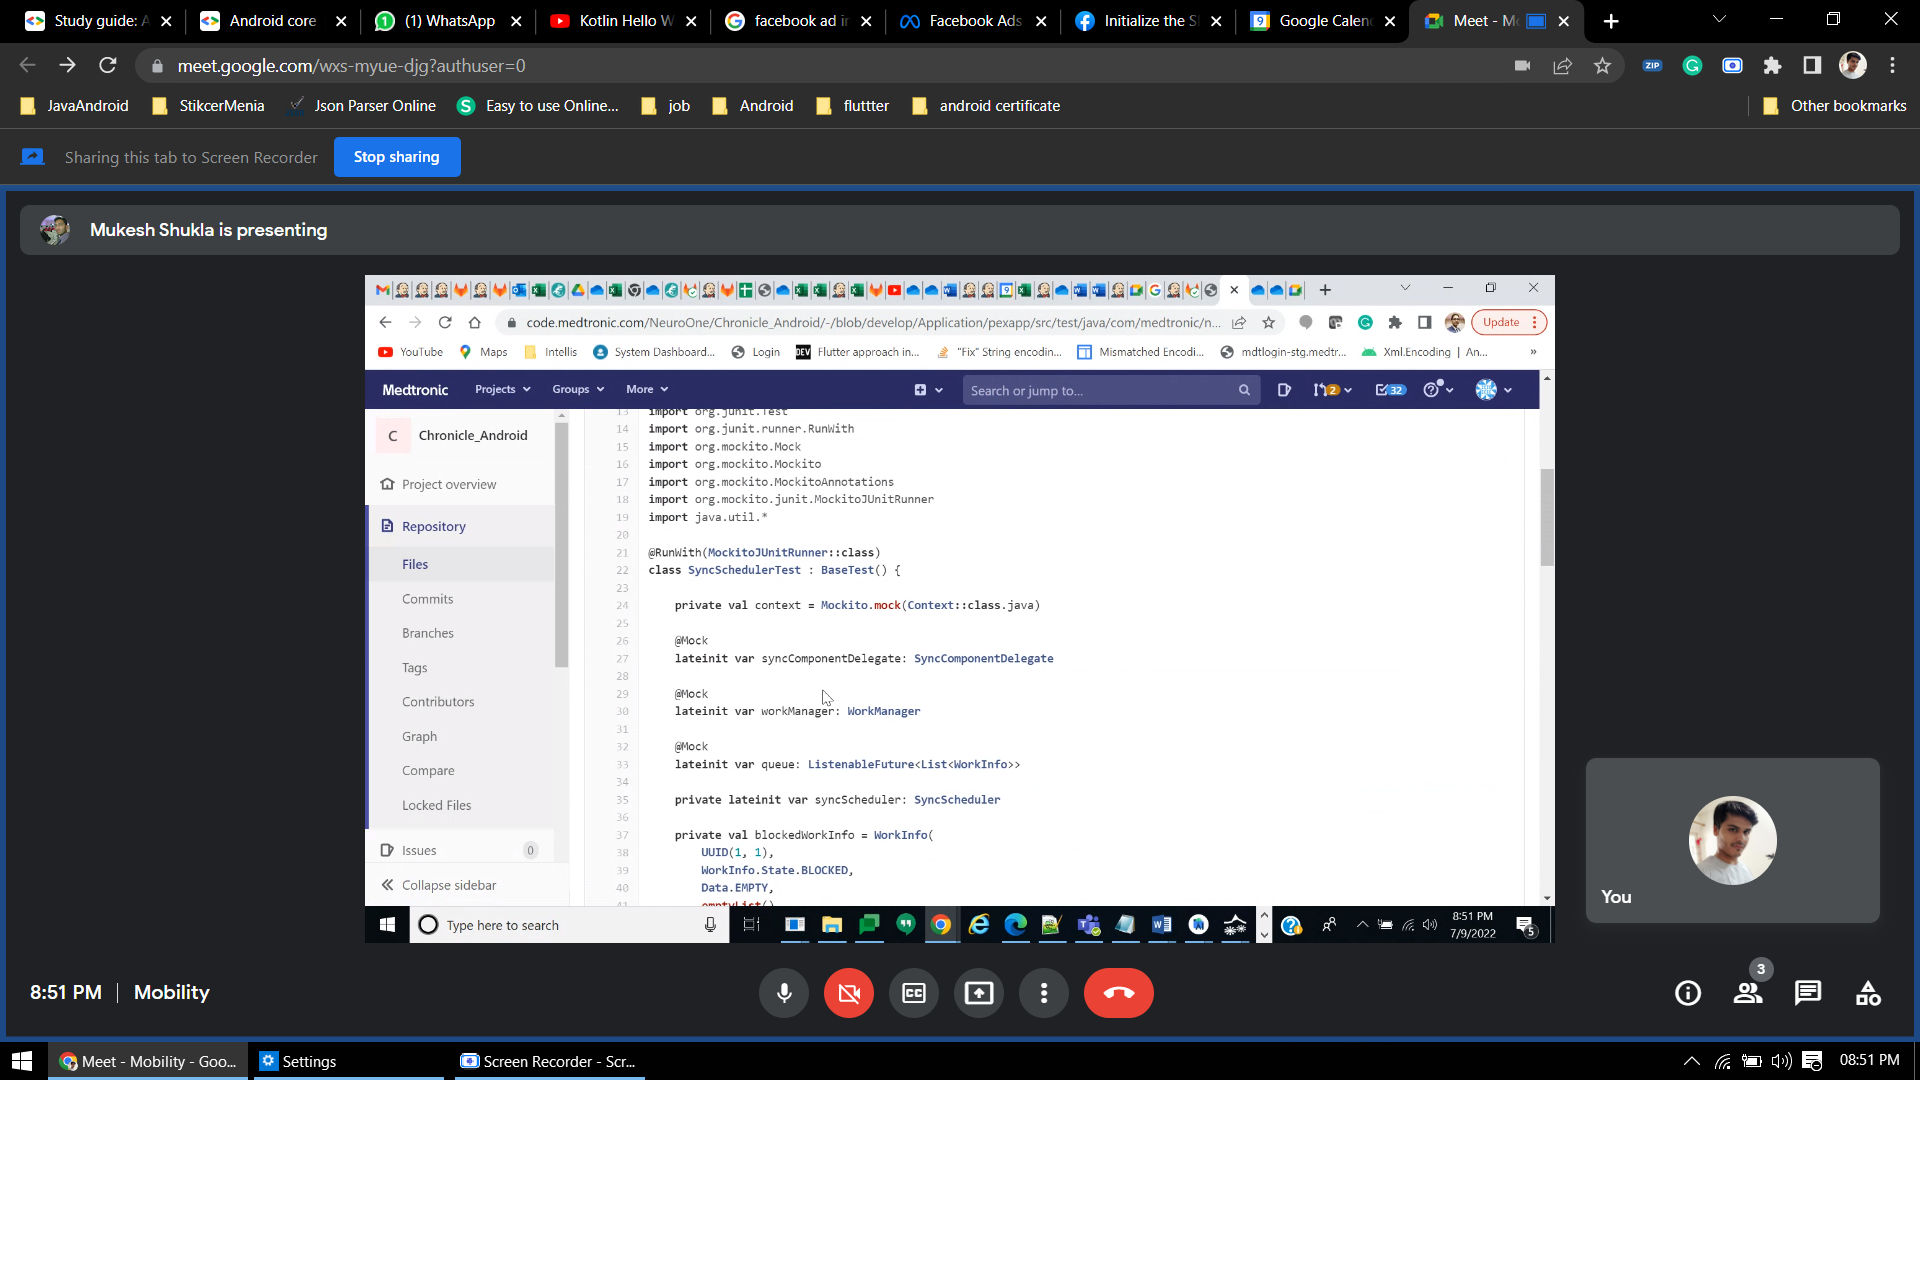 Study guide: A
Android core
(1) WhatsApp
Kotlin Hello W
facebook ad in
Facebook Ads
Initialize the S
Google Calen
Meet - Mo
meet.google.com/wxs-myue-djg?authuser=0
ZIP
JavaAndroid
StikcerMenia
Json Parser Online
Easy to use Online...
job
Android
fluttter
android certificate
Other bookmarks
Sharing this tab to Screen Recorder
Stop sharing
Mukesh Shukla is presenting
code.medtronic.com/NeuroOne/Chronicle_Android/-/blob/develop/Application/pexapp/src/test/java/com/medtronic/n...
Update
YouTube
Maps
Intellis
System Dashboard...
Login
DEV
Flutter approach in...
"Fix" String encodin...
Mismatched Encodi...
mdtlogin-stg.medtr...
Xml.Encoding | An...
»
Medtronic
Projects
Groups
More
Search or jump to...
2
32
C
Chronicle_Android
Project overview
Repository
Files
Commits
Branches
Tags
Contributors
Graph
Compare
Locked Files
Issues
0
Collapse sidebar
13 import org.junit.Test
14 import org.junit.runner.RunWith
15 import org.mockito.Mock
16 import org.mockito.Mockito
17 import org.mockito.MockitoAnnotations
18 import org.mockito.junit.MockitoJUnitRunner
19 import java.util.*
20
21 @RunWith(MockitoJUnitRunner::class)
22 class SyncSchedulerTest : BaseTest() {
23
24 private val context = Mockito.mock(Context::class.java)
25
26 @Mock
27 lateinit var syncComponentDelegate: SyncComponentDelegate
28
29 @Mock
30 lateinit var workManager: WorkManager
31
32 @Mock
33 lateinit var queue: ListenableFuture<List<WorkInfo>>
34
35 private lateinit var syncScheduler: SyncScheduler
36
37 private val blockedWorkInfo = WorkInfo(
38 UUID(1, 1),
39 WorkInfo.State.BLOCKED,
40 Data.EMPTY,
41 emptyList()
Type here to search
8:51 PM
7/9/2022
5
You
8:51 PM | Mobility
CC
3
Meet - Mobility - Goo...
Settings
Screen Recorder - Scr...
08:51 PM